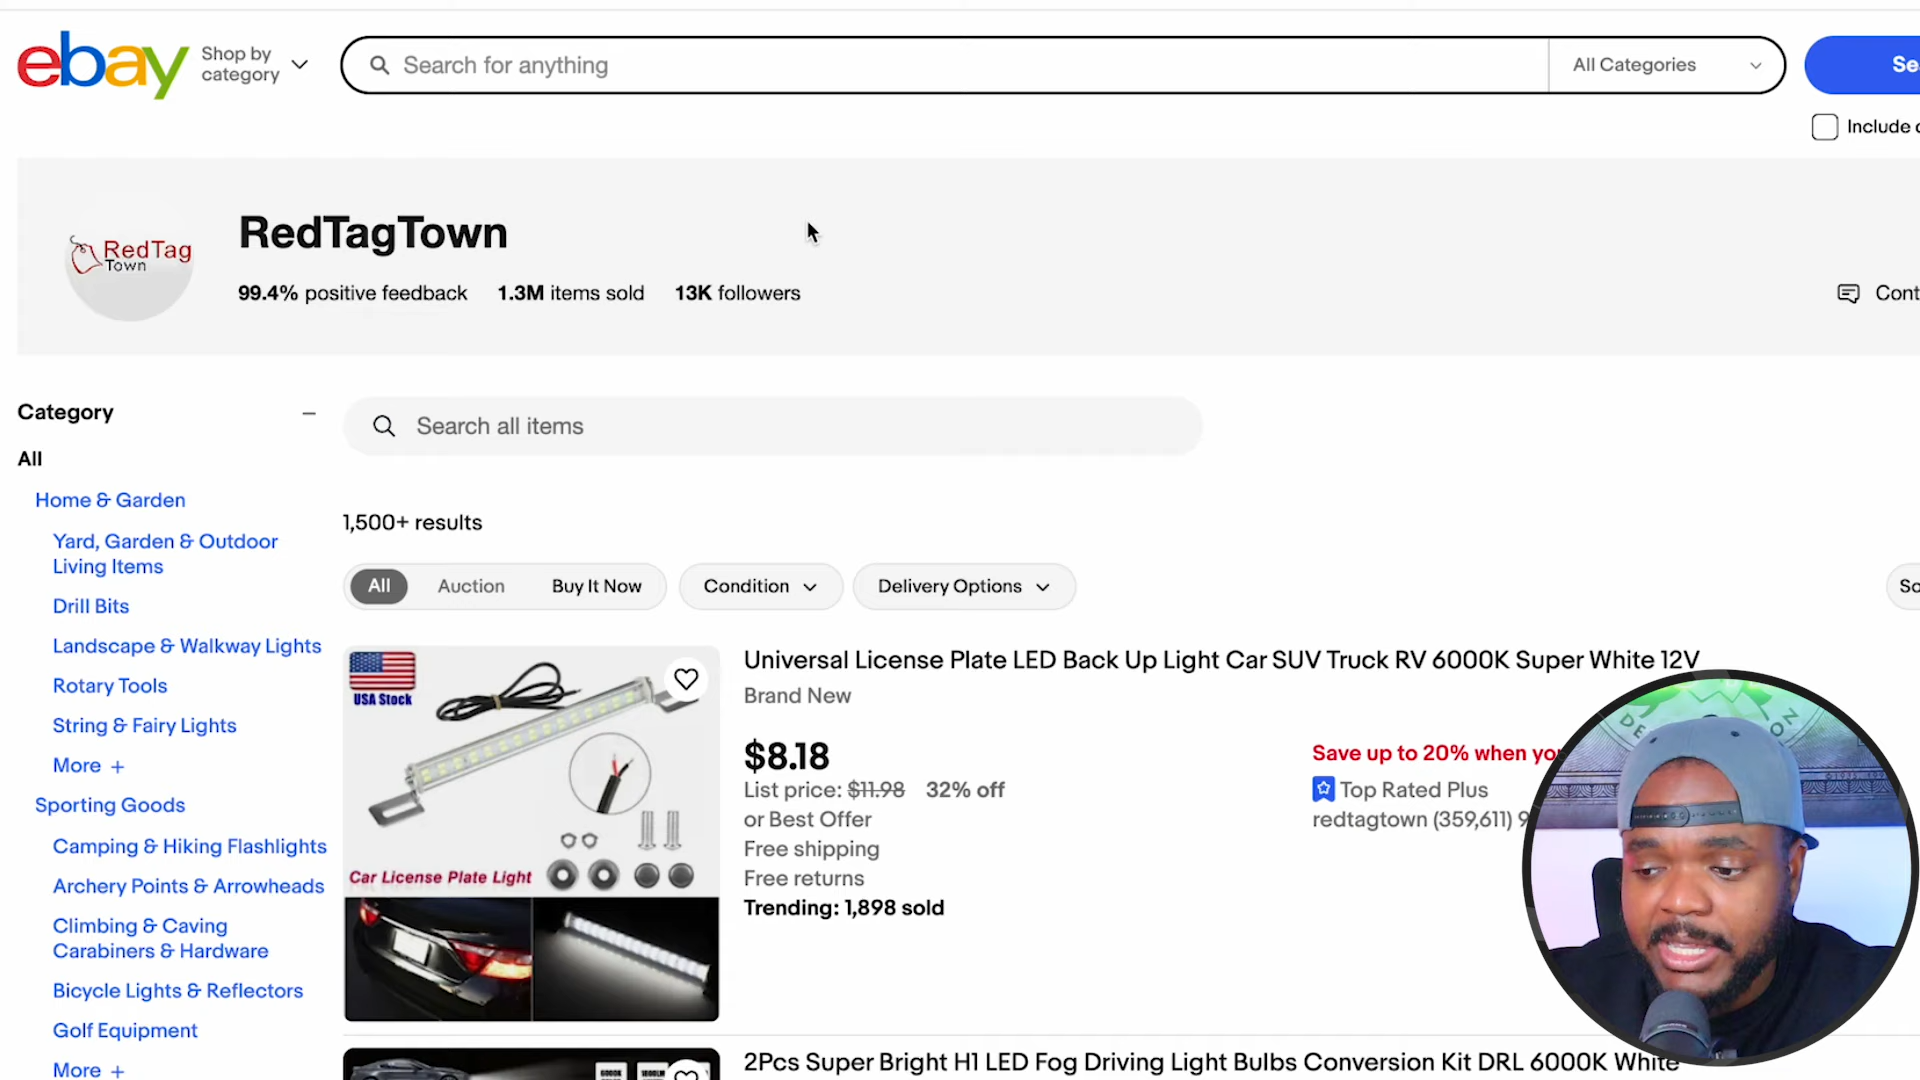 ebay
Shop by
category
Search for anything
All Categories
Include
RedTag
Town
RedTagTown
99.4% positive feedback 1.3M items sold 13K followers
Category
All
Home & Garden
Yard, Garden & Outdoor
Living Items
Drill Bits
Landscape & Walkway Lights
Rotary Tools
String & Fairy Lights
More +
Sporting Goods
Camping & Hiking Flashlights
Archery Points & Arrowheads
Climbing & Caving
Carabiners & Hardware
Bicycle Lights & Reflectors
Golf Equipment
More +
Search all items
1,500+ results
All Auction Buy It Now Condition Delivery Options
USA Stock
Car License Plate Light
Universal License Plate LED Back Up Light Car SUV Truck RV 6000K Super White 12V
Brand New
$8.18
List price: $11.98 32% off
or Best Offer
Free shipping
Free returns
Trending: 1,898 sold
Save up to 20% when
Top Rated Plus
redtagtown (359,611) 9
2Pcs Super Bright H1 LED Fog Driving Light Bulbs Conversion Kit DRL 6000K White